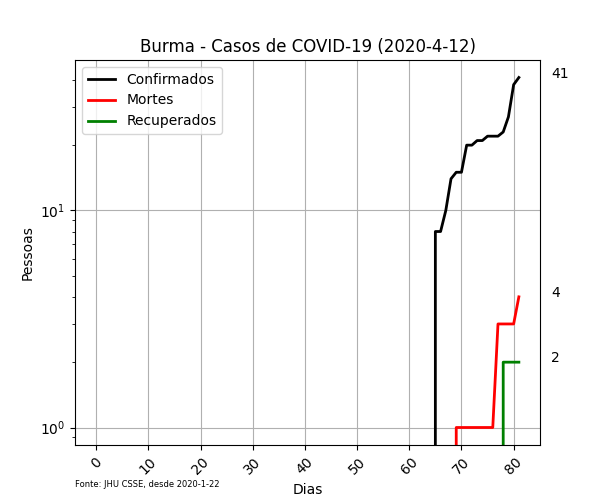 Burma - Casos de COVID-19 (2020-4-12)
Confirmados
Mortes
Recuperados
41
4
2
10¹
10⁰
Pessoas
0 10 20 30 40 50 60 70 80
Dias
Fonte: JHU CSSE, desde 2020-1-22